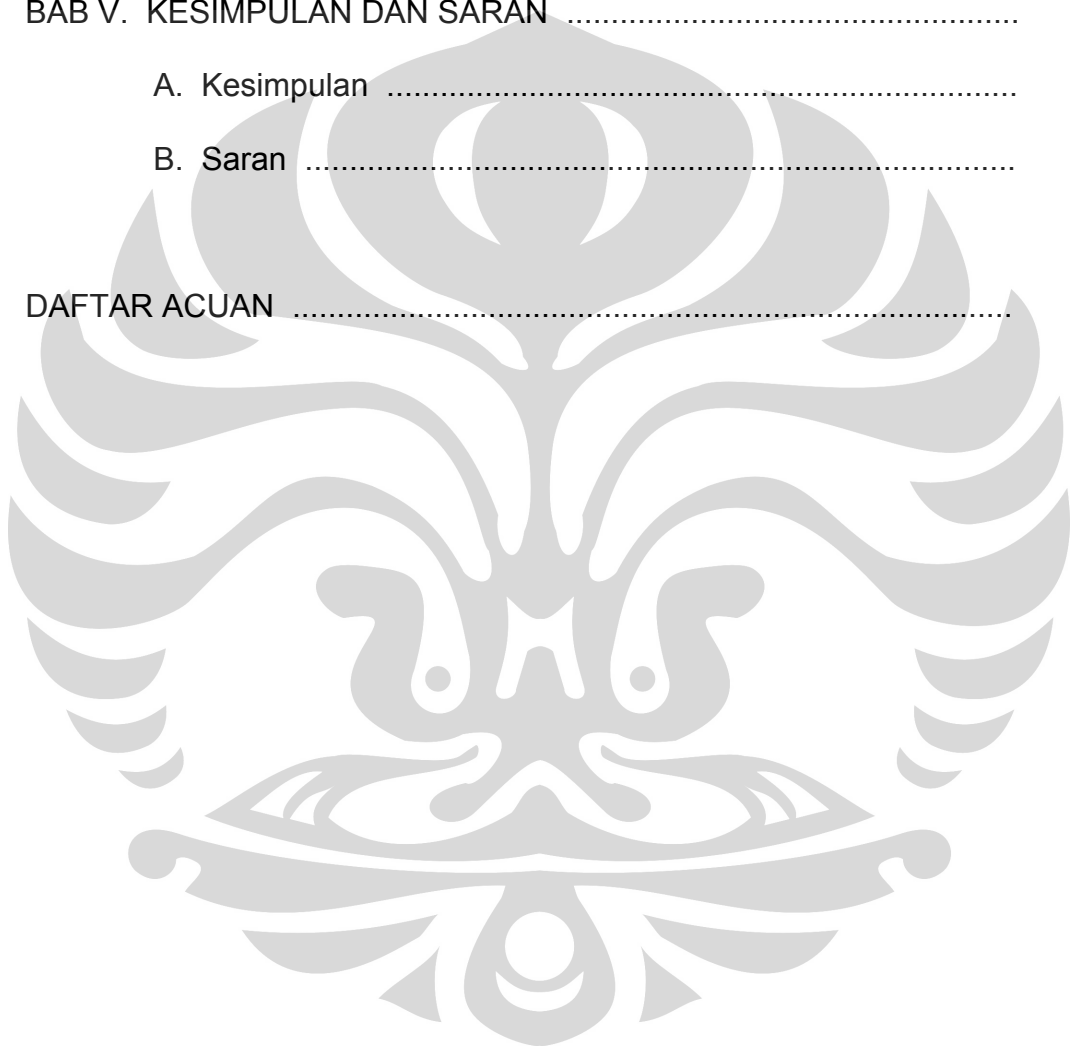 BAB V. KESIMPULAN DAN SARAN ..................................................
A. Kesimpulan ......................................................................
B. Saran ...............................................................................
DAFTAR ACUAN ................................................................................